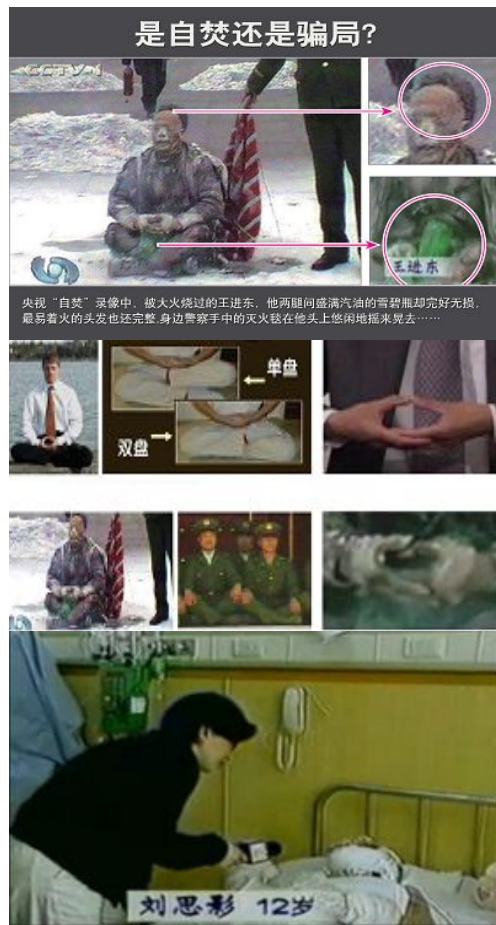 是自焚还是骗局?
CCTV-1
王进东
央视“自焚”录像中，被大火烧过的王进东，他两腿间盛满汽油的雪碧瓶却完好无损，
最易着火的头发也还完整,身边警察手中的灭火毯在他头上悠闲地摇来晃去……
单盘
双盘
刘思影 12岁